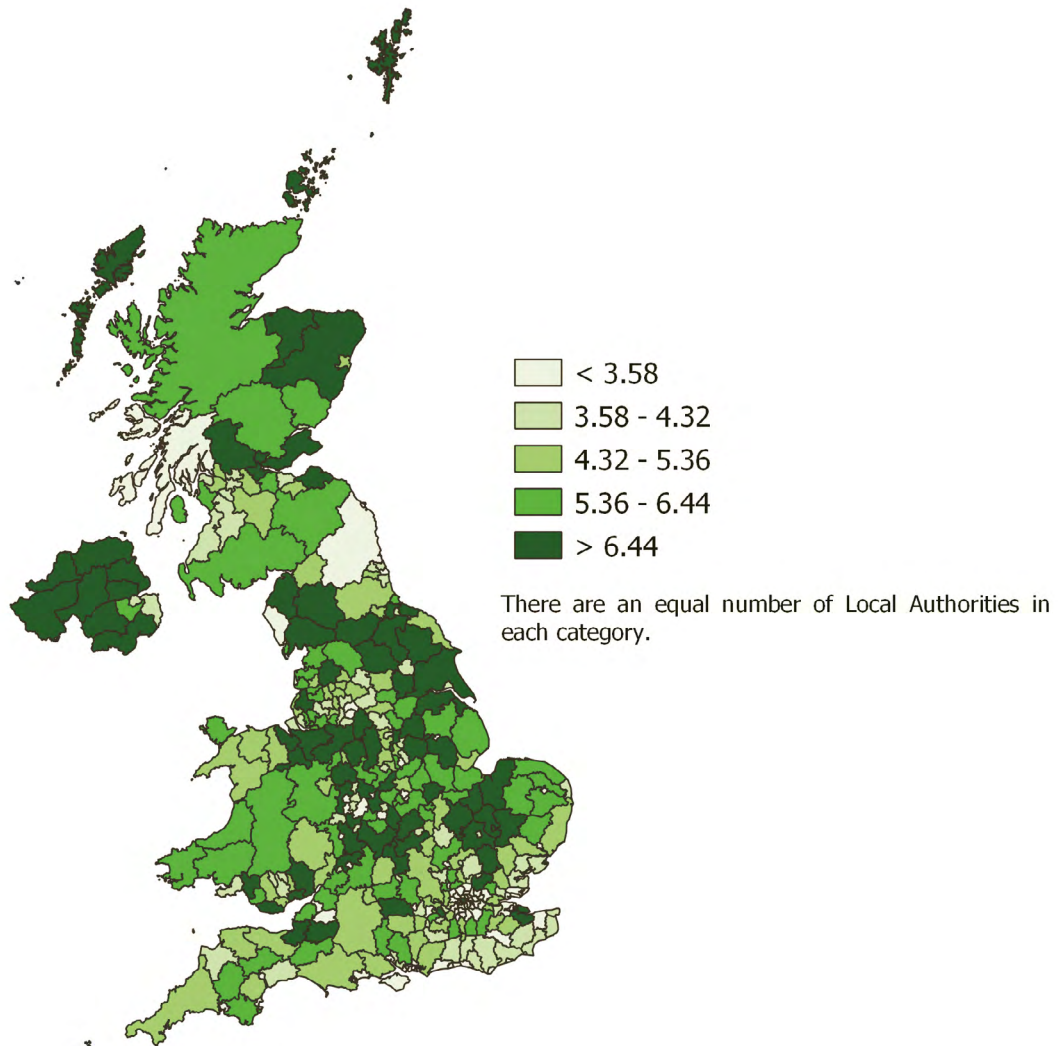 < 3.58
3.58 - 4.32
4.32 - 5.36
5.36 - 6.44
> 6.44
There are an equal number of Local Authorities in
each category.